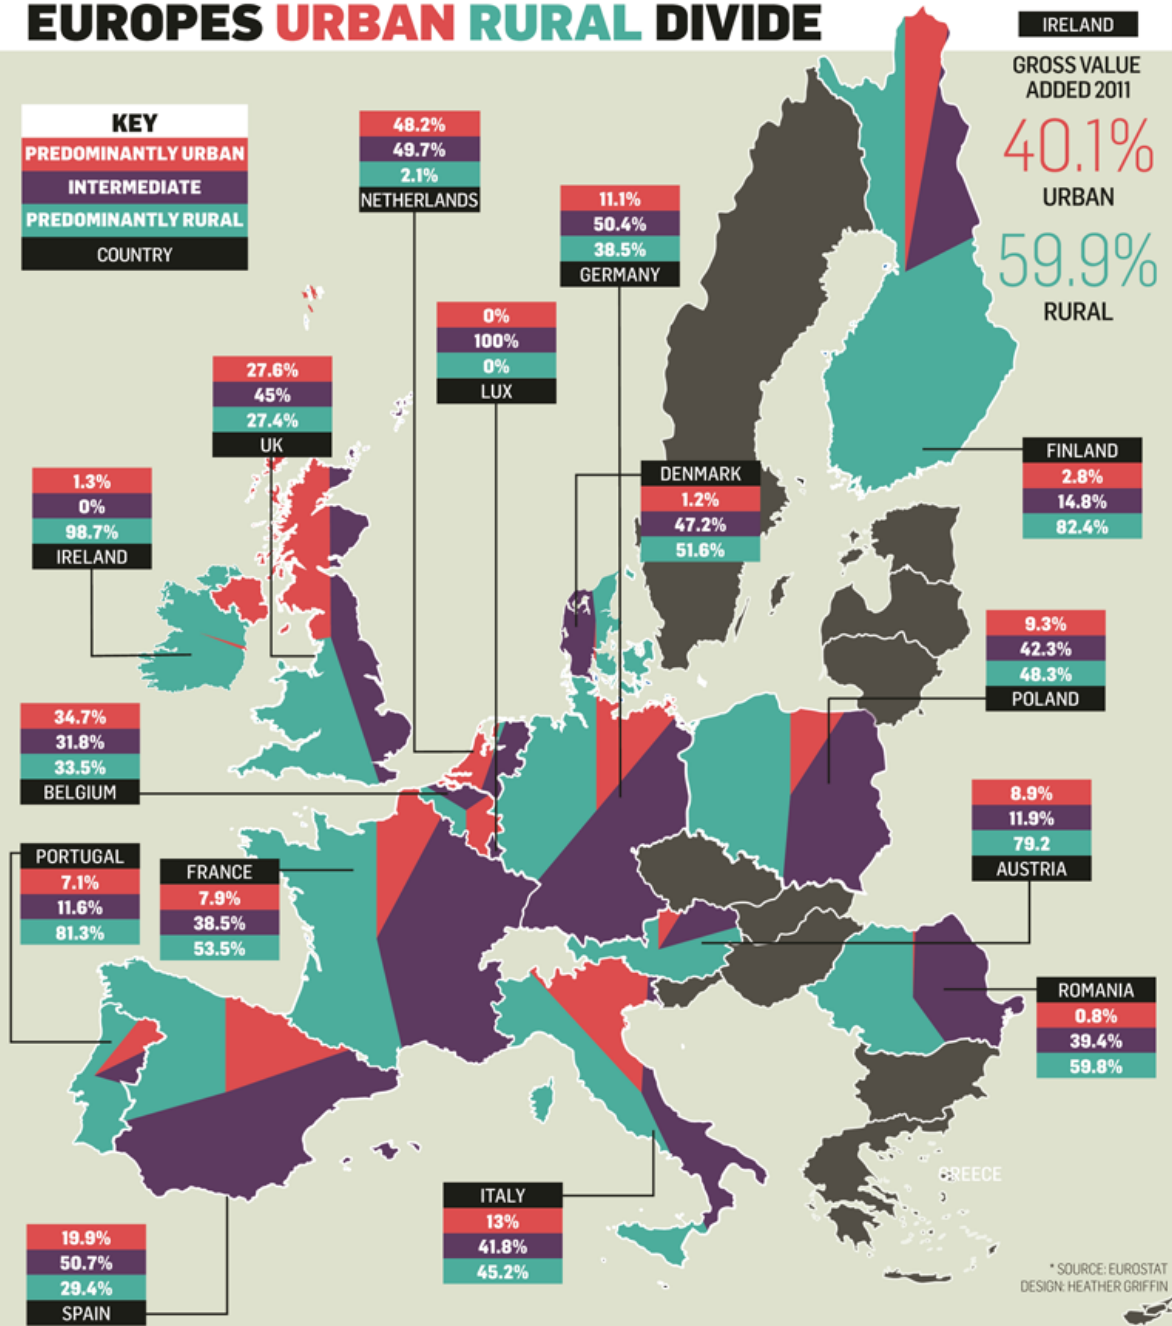 EUROPES URBAN RURAL DIVIDE
IRELAND
GROSS VALUE
ADDED 2011
40.1%
URBAN
59.9%
RURAL
KEY
PREDOMINANTLY URBAN
INTERMEDIATE
PREDOMINANTLY RURAL
COUNTRY
48.2%
49.7%
2.1%
NETHERLANDS
11.1%
50.4%
38.5%
GERMANY
0%
100%
0%
LUX
27.6%
45%
27.4%
UK
FINLAND
2.8%
14.8%
82.4%
DENMARK
1.2%
47.2%
51.6%
1.3%
0%
98.7%
IRELAND
9.3%
42.3%
48.3%
POLAND
34.7%
31.8%
33.5%
BELGIUM
8.9%
11.9%
79.2
AUSTRIA
PORTUGAL
7.1%
11.6%
81.3%
FRANCE
7.9%
38.5%
53.5%
ROMANIA
0.8%
39.4%
59.8%
GREECE
ITALY
13%
41.8%
45.2%
19.9%
50.7%
29.4%
SPAIN
* SOURCE: EUROSTAT
DESIGN: HEATHER GRIFFIN